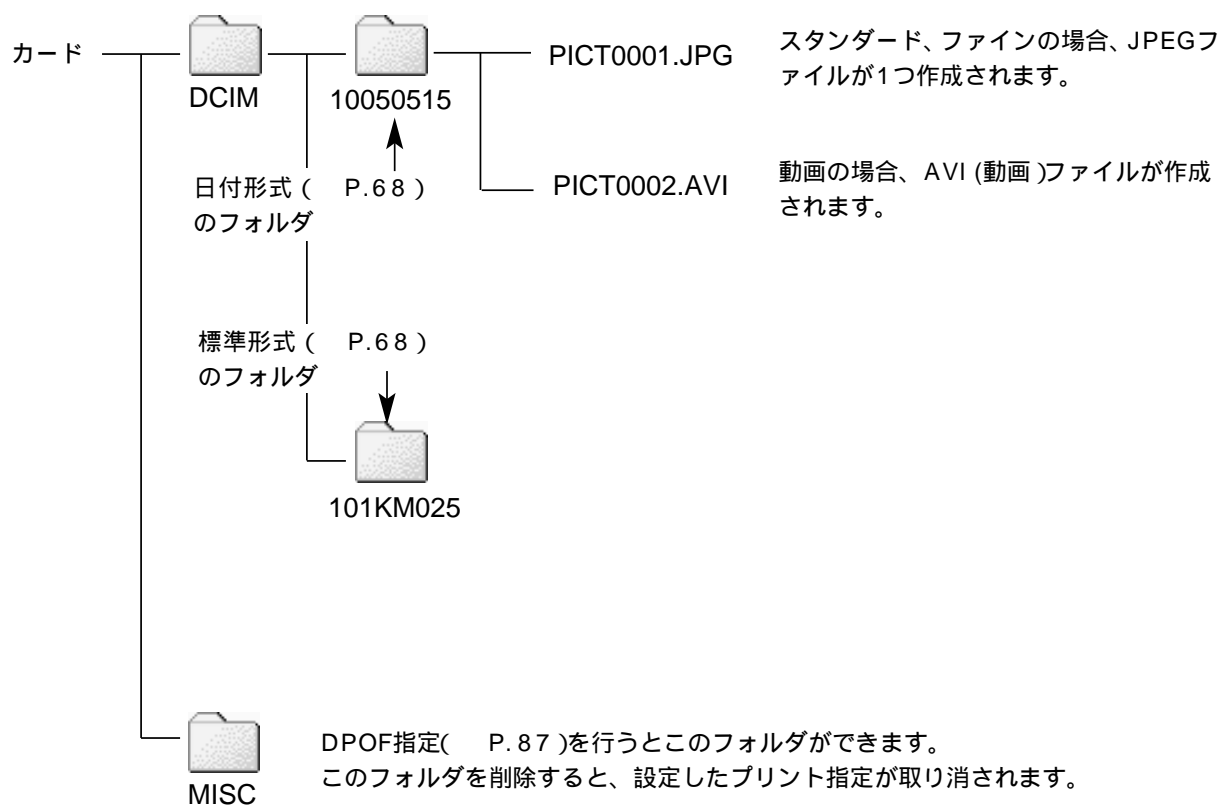 カード
DCIM
10050515
PICT0001.JPG
スタンダード、ファインの場合、JPEGフ
ァイルが1つ作成されます。
日付形式( P.68)
のフォルダ
PICT0002.AVI
動画の場合、AVI(動画)ファイルが作成
されます。
標準形式( P.68)
のフォルダ
101KM025
MISC
DPOF指定( P.87)を行うとこのフォルダができます。
このフォルダを削除すると、設定したプリント指定が取り消されます。